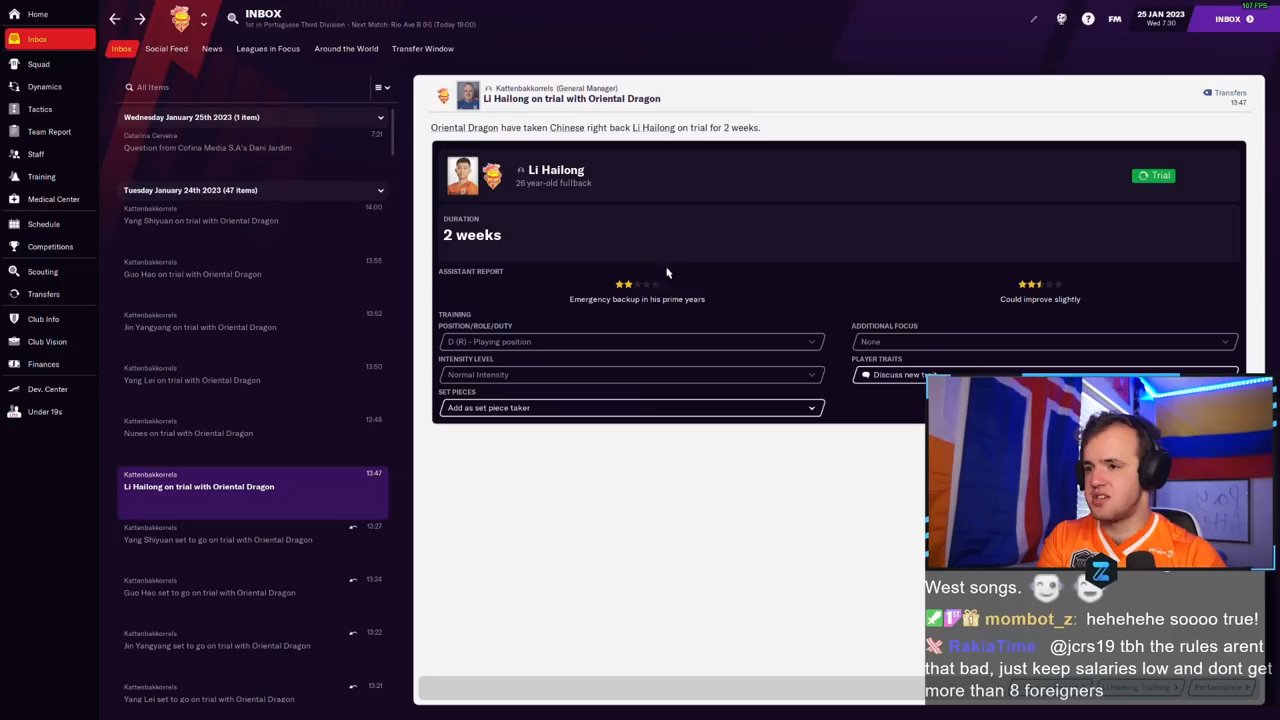 107 FPS
Home
Inbox
Squad
Dynamics
Tactics
Team Report
Staff
Training
Medical Center
Schedule
Competitions
Scouting
Transfers
Club Info
Club Vision
Finances
Dev. Center
Under 19s
INBOX
1st in Portuguese Third Division - Next Match: Rio Ave B (H) (Today 19:00)
FM
25 JAN 2023
Wed 7:30
INBOX
Inbox
Social Feed
News
Leagues in Focus
Around the World
Transfer Window
All Items
Wednesday January 25th 2023 (1 item)
Catarina Cerveira
7:21
Question from Cofina Media S.A's Dani Jardim
Tuesday January 24th 2023 (47 items)
Kattenbakkorrels
14:00
Yang Shiyuan on trial with Oriental Dragon
Kattenbakkorrels
13:55
Guo Hao on trial with Oriental Dragon
Kattenbakkorrels
13:52
Jin Yangyang on trial with Oriental Dragon
Kattenbakkorrels
13:50
Yang Lei on trial with Oriental Dragon
Kattenbakkorrels
13:48
Nunes on trial with Oriental Dragon
Kattenbakkorrels
13:47
Li Hailong on trial with Oriental Dragon
Kattenbakkorrels
13:27
Yang Shiyuan set to go on trial with Oriental Dragon
Kattenbakkorrels
13:24
Guo Hao set to go on trial with Oriental Dragon
Kattenbakkorrels
13:22
Jin Yangyang set to go on trial with Oriental Dragon
Kattenbakkorrels
13:21
Yang Lei set to go on trial with Oriental Dragon
Kattenbakkorrels (General Manager)
Li Hailong on trial with Oriental Dragon
Transfers
13:47
Oriental Dragon have taken Chinese right back Li Hailong on trial for 2 weeks.
Li Hailong
26 year-old fullback
Trial
DURATION
2 weeks
ASSISTANT REPORT
Emergency backup in his prime years
Could improve slightly
TRAINING
POSITION/ROLE/DUTY
D (R) - Playing position
ADDITIONAL FOCUS
None
INTENSITY LEVEL
Normal Intensity
PLAYER TRAITS
Discuss new trait
SET PIECES
Add as set piece taker
West songs.
mombot_z: hehehehe soooo true!
RakiaTime @jcrs19 tbh the rules arent
that bad, just keep salaries low and dont get
more than 8 foreigners
Training
Performance